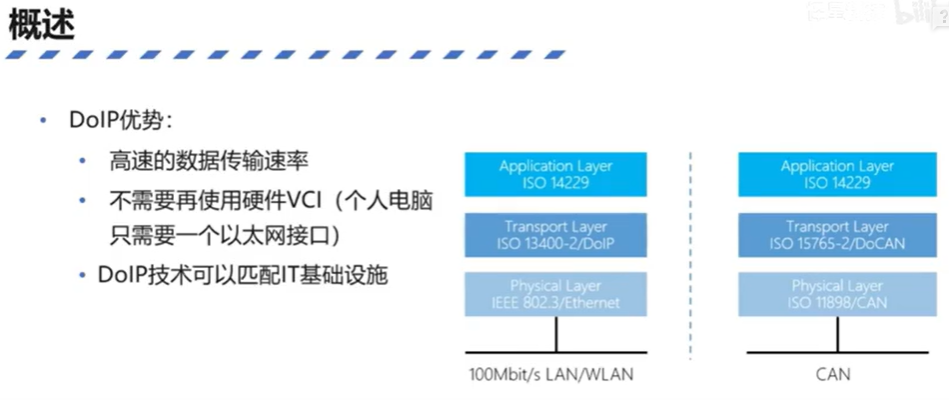 概述
DoIP优势：
高速的数据传输速率
不需要再使用硬件VCI（个人电脑
只需要一个以太网接口）
DoIP技术可以匹配IT基础设施
Application Layer
ISO 14229
Transport Layer
ISO 13400-2/DoIP
Physical Layer
IEEE 802.3/Ethernet
100Mbit/s LAN/WLAN
Application Layer
ISO 14229
Transport Layer
ISO 15765-2/DoCAN
Physical Layer
ISO 11898/CAN
CAN